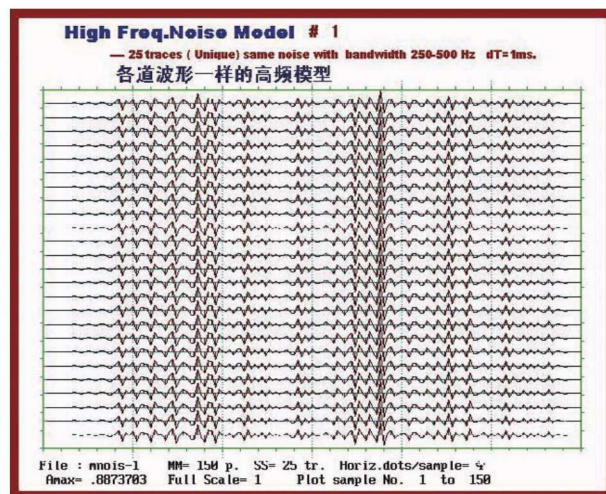 High Freq.Noise Model # 1
— 25 traces ( Unique) same noise with bandwidth 250-500 Hz dT=1ms.
各道波形一样的高频模型
File : mnois-1 MM= 150 p. SS= 25 tr. Horiz.dots/sample= 4
Amax= .8873703 Full Scale= 1 Plot sample No. 1 to 150